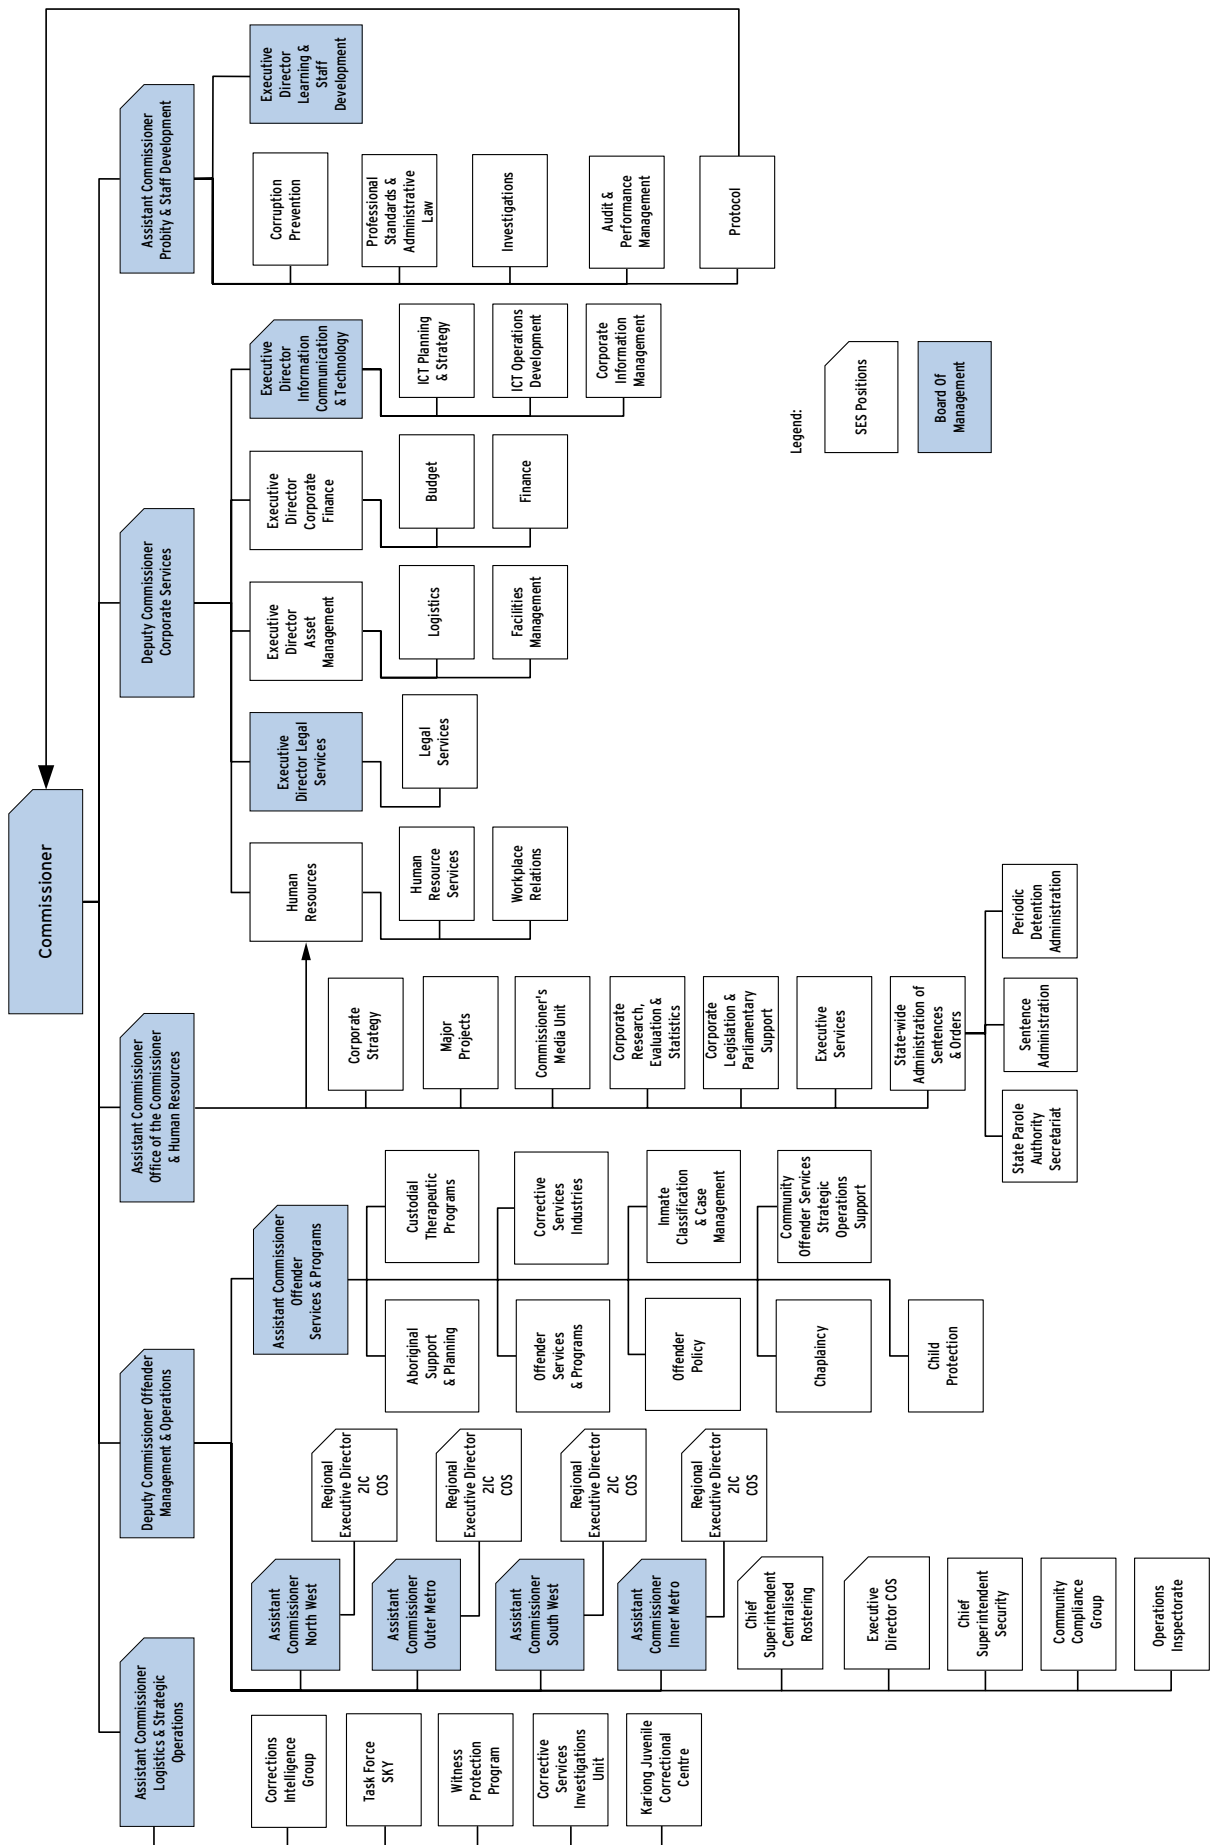 Commissioner
Assistant Commissioner
Logistics & Strategic
Operations
Deputy Commissioner Offender
Management & Operations
Assistant Commissioner
Office of the Commissioner
& Human Resources
Deputy Commissioner
Corporate Services
Assistant Commissioner
Probity & Staff Development
Corrections
Intelligence
Group
Task Force
SKY
Witness
Protection
Program
Corrective
Services
Investigations
Unit
Kariong Juvenile
Correctional
Centre
Assistant
Commissioner
North West
Regional
Executive Director
2IC
COS
Assistant
Commissioner
Outer Metro
Regional
Executive Director
2IC
COS
Assistant
Commissioner
South West
Regional
Executive Director
2IC
COS
Assistant
Commissioner
Inner Metro
Regional
Executive Director
2IC
COS
Chief
Superintendent
Centralised
Rostering
Executive
Director COS
Chief
Superintendent
Security
Community
Compliance
Group
Operations
Inspectorate
Assistant Commissioner
Offender
Services & Programs
Aboriginal
Support
& Planning
Custodial
Therapeutic
Programs
Offender
Services
& Programs
Corrective
Services
Industries
Offender
Policy
Inmate
Classification
& Case
Management
Chaplaincy
Community
Offender Services
Strategic
Operations
Support
Child
Protection
Corporate
Strategy
Major
Projects
Commissioner's
Media Unit
Corporate
Research,
Evaluation &
Statistics
Corporate
Legislation &
Parliamentary
Support
Executive
Services
State-wide
Administration of
Sentences
& Orders
State Parole
Authority
Secretariat
Sentence
Administration
Periodic
Detention
Administration
Human
Resources
Human
Resource
Services
Workplace
Relations
Executive
Director Legal
Services
Legal
Services
Executive
Director
Asset
Management
Logistics
Facilities
Management
Executive
Director
Corporate
Finance
Budget
Finance
Executive
Director
Information
Communication
& Technology
ICT Planning
& Strategy
ICT Operations
Development
Corporate
Information
Management
Executive
Director
Learning &
Staff
Development
Corruption
Prevention
Professional
Standards &
Administrative
Law
Investigations
Audit &
Performance
Management
Protocol
Legend:
SES Positions
Board Of
Management